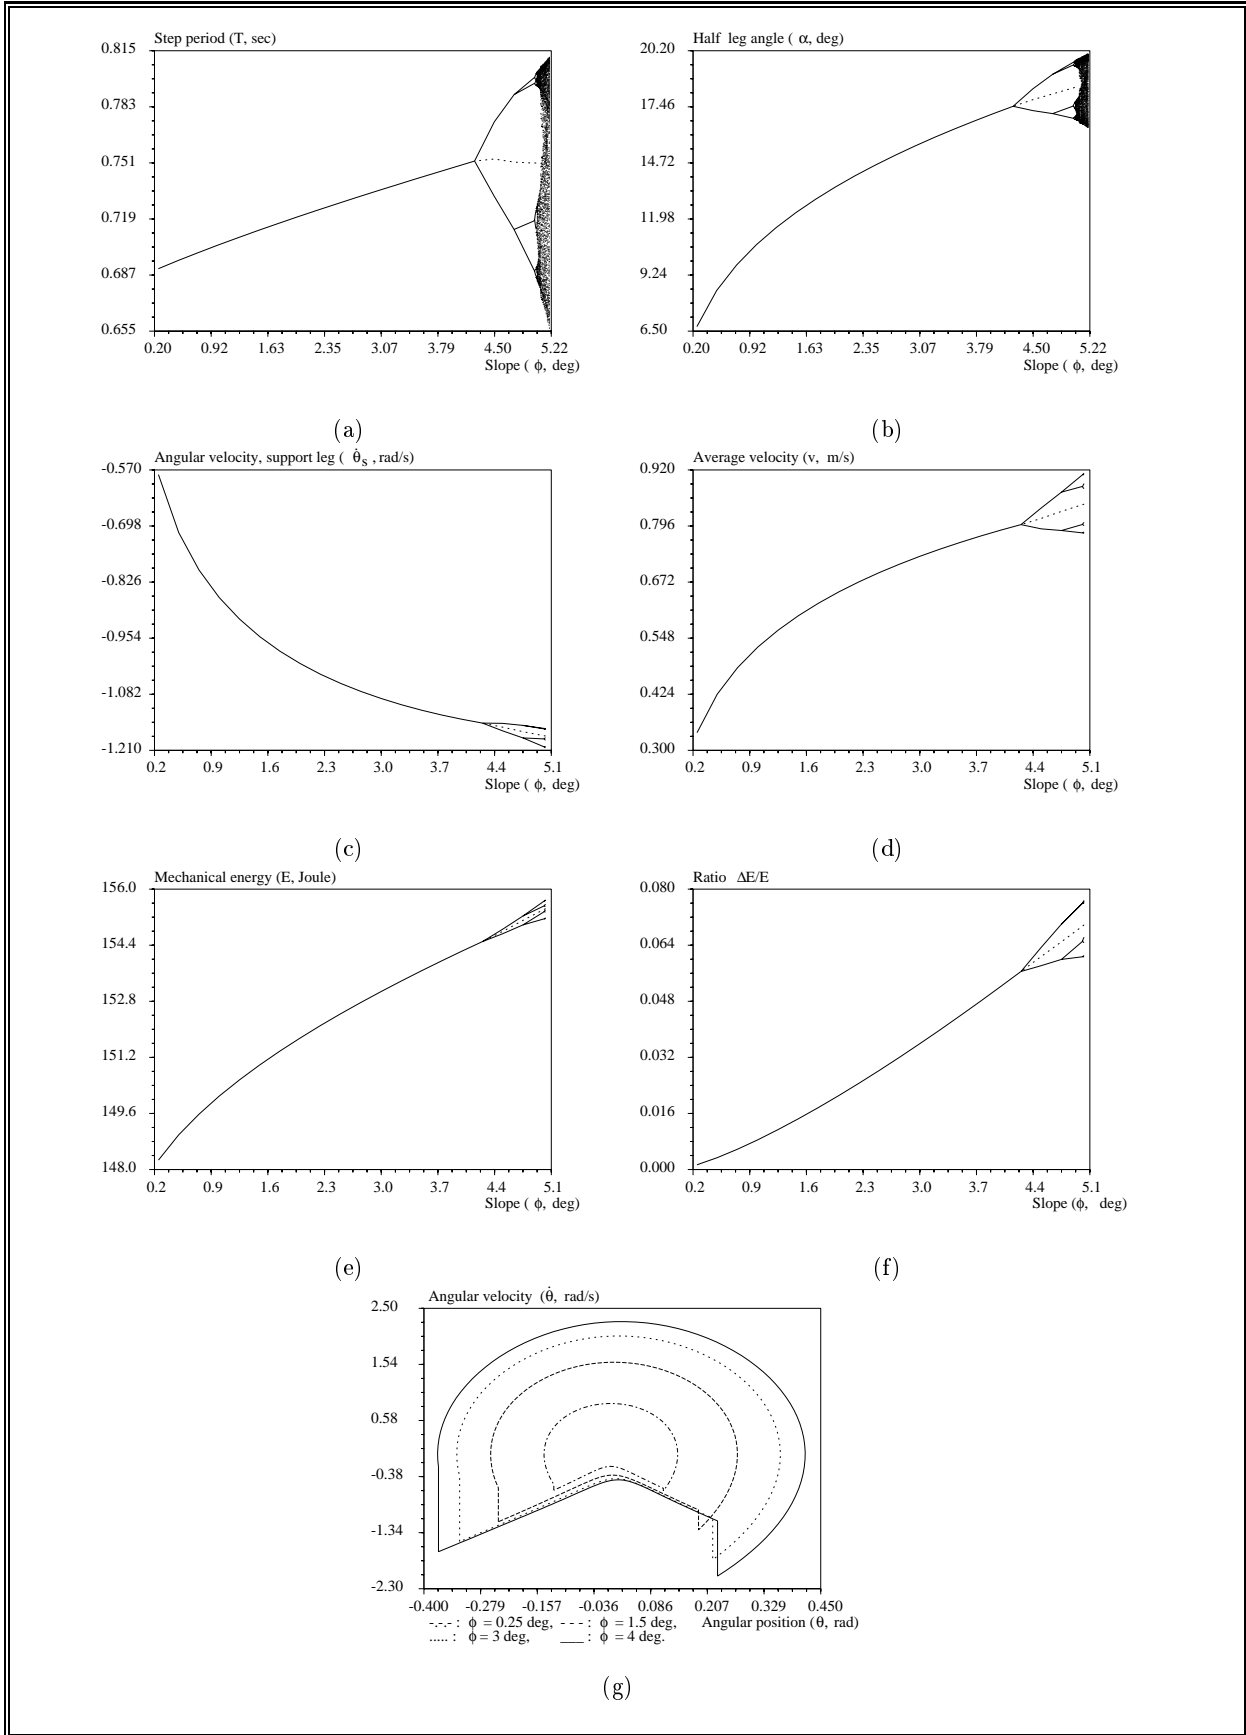 Step period (T, sec)
0.815
0.783
0.751
0.719
0.687
0.655
0.20 0.92 1.63 2.35 3.07 3.79 4.50 5.22
Slope ( ϕ, deg)
(a)
Half leg angle ( α, deg)
20.20
17.46
14.72
11.98
9.24
6.50
0.20 0.92 1.63 2.35 3.07 3.79 4.50 5.22
Slope ( ϕ, deg)
(b)
Angular velocity, support leg ( θ̇s , rad/s)
-0.570
-0.698
-0.826
-0.954
-1.082
-1.210
0.2 0.9 1.6 2.3 3.0 3.7 4.4 5.1
Slope ( ϕ, deg)
(c)
Average velocity (v, m/s)
0.920
0.796
0.672
0.548
0.424
0.300
0.2 0.9 1.6 2.3 3.0 3.7 4.4 5.1
Slope ( ϕ, deg)
(d)
Mechanical energy (E, Joule)
156.0
154.4
152.8
151.2
149.6
148.0
0.2 0.9 1.6 2.3 3.0 3.7 4.4 5.1
Slope ( ϕ, deg)
(e)
Ratio ΔE/E
0.080
0.064
0.048
0.032
0.016
0.000
0.2 0.9 1.6 2.3 3.0 3.7 4.4 5.1
Slope (ϕ, deg)
(f)
Angular velocity (θ̇, rad/s)
2.50
1.54
0.58
-0.38
-1.34
-2.30
-0.400 -0.279 -0.157 -0.036 0.086 0.207 0.329 0.450
-.-.- : ϕ = 0.25 deg, - - - : ϕ = 1.5 deg, Angular position (θ, rad)
..... : ϕ = 3 deg, ___ : ϕ = 4 deg.
(g)